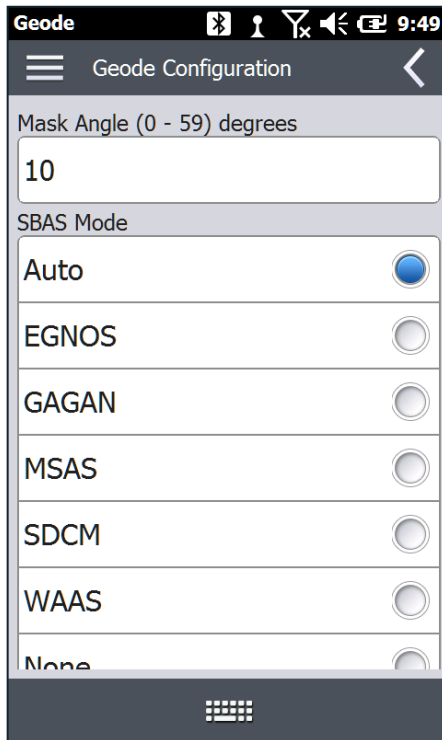 Geode 9:49
Geode Configuration
Mask Angle (0 - 59) degrees
10
SBAS Mode
Auto
EGNOS
GAGAN
MSAS
SDCM
WAAS
None